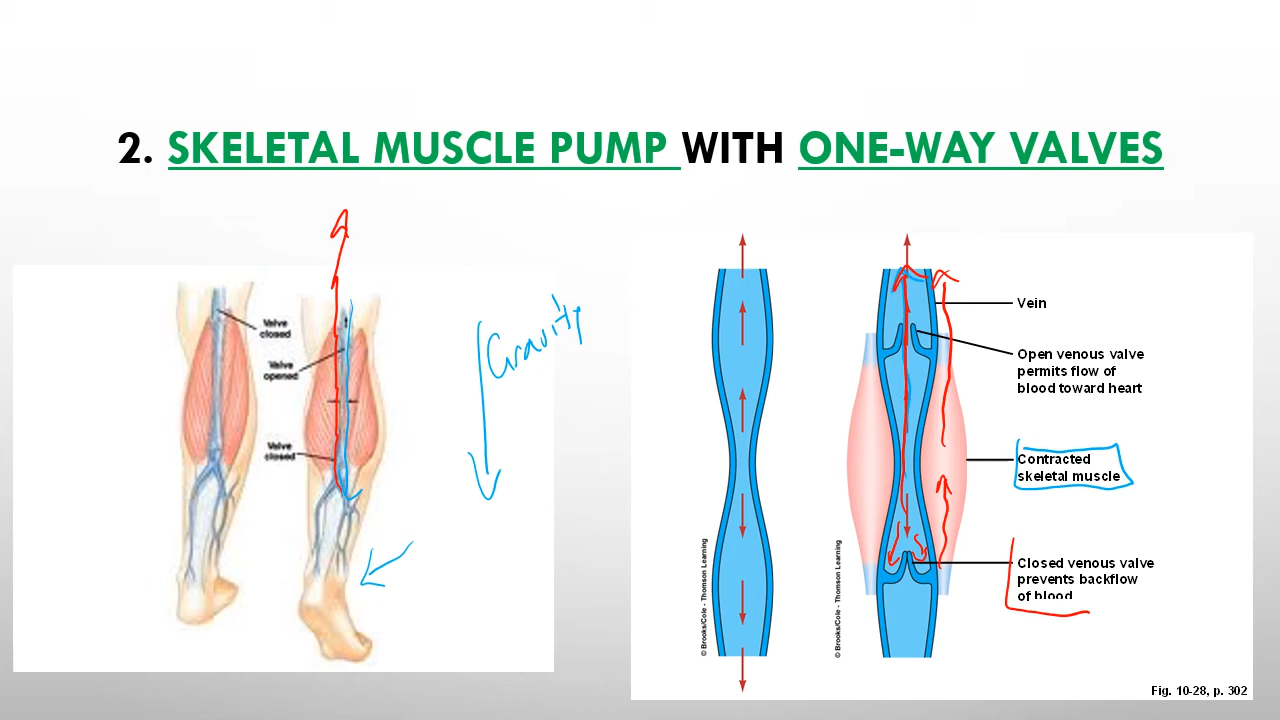 2. SKELETAL MUSCLE PUMP WITH ONE-WAY VALVES
Valve
closed
Valve
opened
Valve
closed
Gravity
Vein
Open venous valve
permits flow of
blood toward heart
Contracted
skeletal muscle
Closed venous valve
prevents backflow
of blood
© Brooks/Cole - Thomson Learning
© Brooks/Cole - Thomson Learning
Fig. 10-28, p. 302